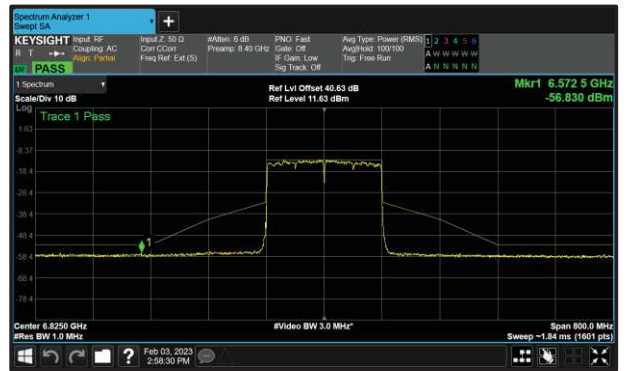 Spectrum Analyzer 1
Swept SA
+
KEYSIGHT
R T
PASS
Input: RF
Coupling: AC
Align: Partial
Input Z: 50 Ω
Corr CCorr
Freq Ref: Ext (S)
#Atten: 6 dB
Preamp: 8.40 GHz
PNO: Fast
Gate: Off
IF Gain: Low
Sig Track: Off
Avg Type: Power (RMS)
Avg|Hold: 100/100
Trig: Free Run
1 2 3 4 5 6
A W W W W W
A N N N N N
1 Spectrum
Scale/Div 10 dB
Ref Lvl Offset 40.63 dB
Ref Level 11.63 dBm
Mkr1 6.572 5 GHz
-56.830 dBm
Log
Trace 1 Pass
1.63
-8.37
-18.4
-28.4
-38.4
-48.4
1
-58.4
-68.4
-78.4
Center 6.8250 GHz
#Res BW 1.0 MHz
#Video BW 3.0 MHz*
Span 800.0 MHz
Sweep ~1.84 ms (1601 pts)
?
Feb 03, 2023
2:58:30 PM